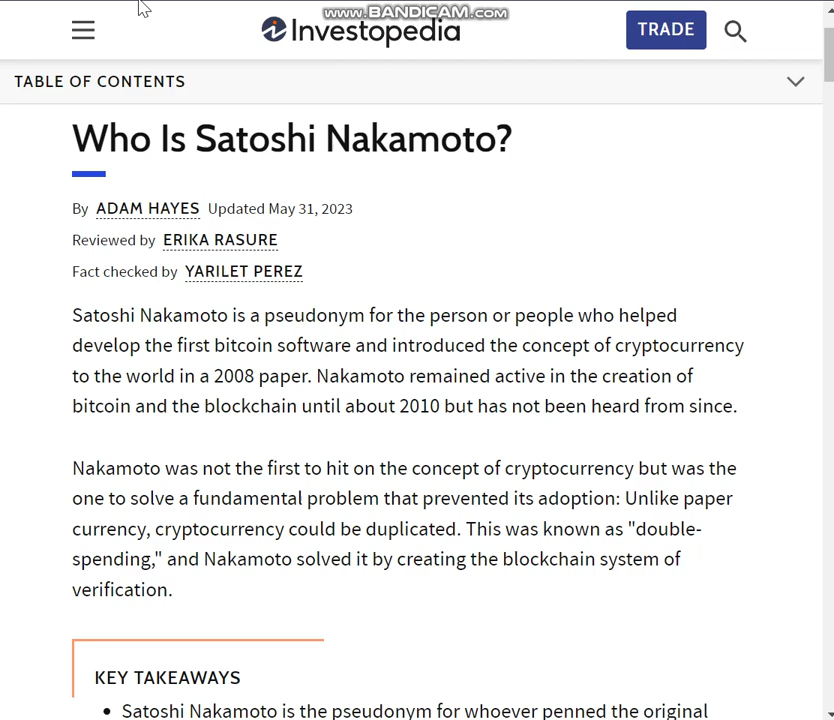 www.BANDICAM.com
Investopedia
TRADE
TABLE OF CONTENTS
Who Is Satoshi Nakamoto?
By ADAM HAYES Updated May 31, 2023
Reviewed by ERIKA RASURE
Fact checked by YARILET PEREZ
Satoshi Nakamoto is a pseudonym for the person or people who helped
develop the first bitcoin software and introduced the concept of cryptocurrency
to the world in a 2008 paper. Nakamoto remained active in the creation of
bitcoin and the blockchain until about 2010 but has not been heard from since.
Nakamoto was not the first to hit on the concept of cryptocurrency but was the
one to solve a fundamental problem that prevented its adoption: Unlike paper
currency, cryptocurrency could be duplicated. This was known as "double-
spending," and Nakamoto solved it by creating the blockchain system of
verification.
KEY TAKEAWAYS
• Satoshi Nakamoto is the pseudonym for whoever penned the original